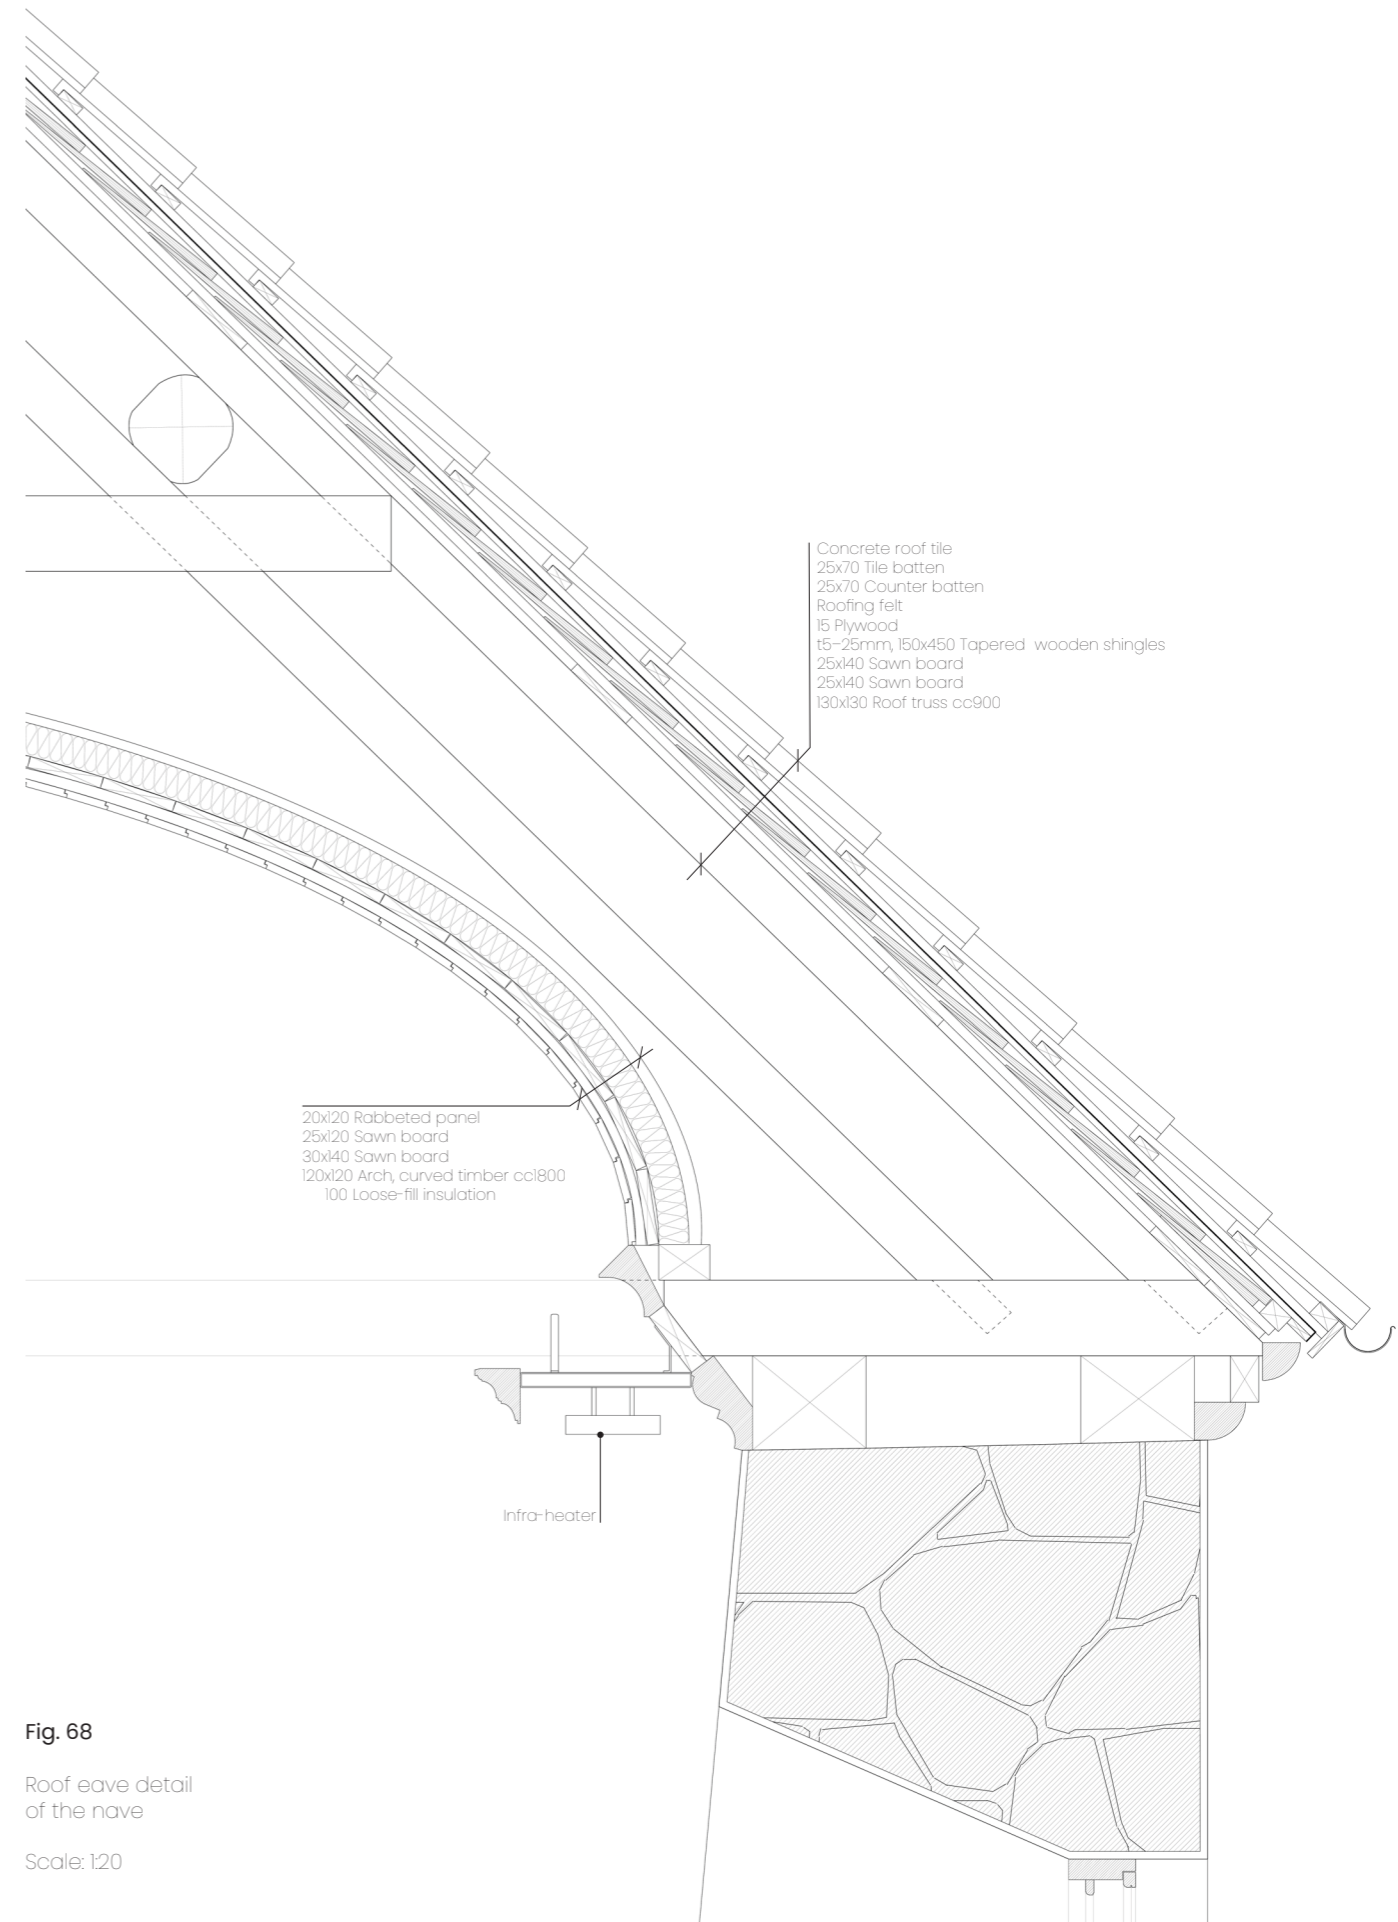 Concrete roof tile
25x70 Tile batten
25x70 Counter batten
Roofing felt
15 Plywood
t5-25mm, 150x450 Tapered wooden shingles
25x140 Sawn board
25x140 Sawn board
130x130 Roof truss cc900
20x120 Rabbeted panel
25x120 Sawn board
30x140 Sawn board
120x120 Arch, curved timber cc1800
100 Loose-fill insulation
Infra-heater
Fig. 68
Roof eave detail
of the nave
Scale: 1:20